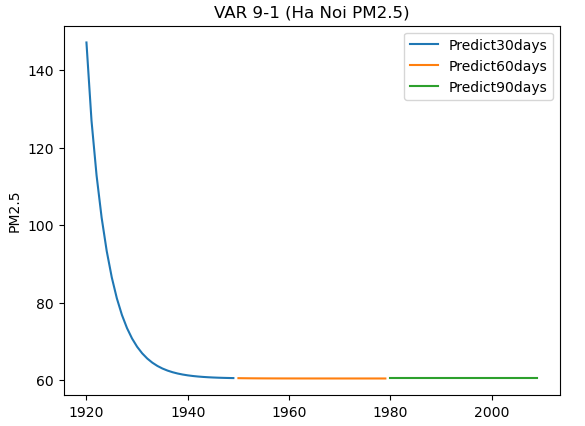 VAR 9-1 (Ha Noi PM2.5)
Predict30days
Predict60days
Predict90days
PM2.5
140
120
100
80
60
1920 1940 1960 1980 2000